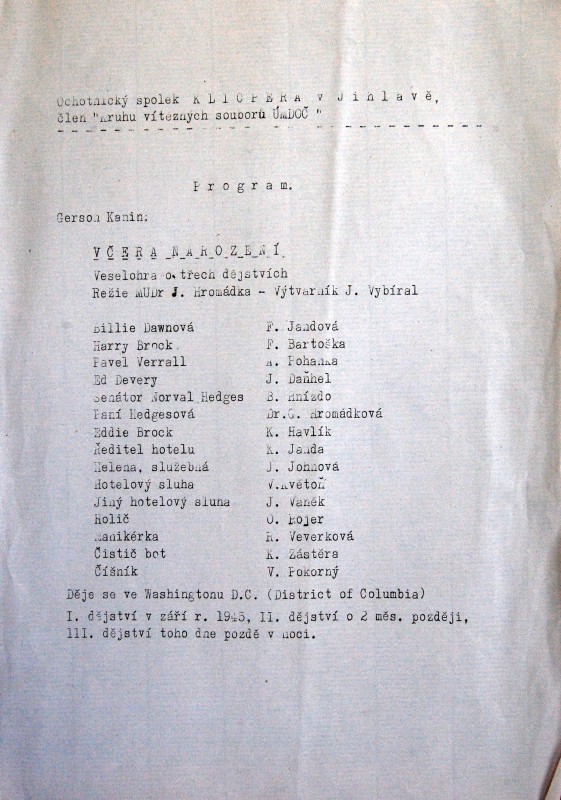 Ochotnický spolek K L I C P E R A v J i h l a v ě,
člen "Kruhu vítězných souborů ÚMDOČ "
P r o g r a m.
Gerson Kanin:
V Č E R A  N A R O Z E N Í
Veselohra o třech dějstvích
Režie MUDr J. Hromádka - Výtvarník J. Vybíral
Billie Dawnová F. Jandová
Harry Brock F. Bartoška
Pavel Verrall A. Pohanka
Ed Devery J. Daňhel
Senátor Norval Hedges B. Hnízdo
Paní Hedgesová Dr.C. Hromádková
Eddie Brock K. Havlík
Ředitel hotelu K. Janda
Helena, služebná J. Johnová
Hotelový sluha V.Květoň
Jiný hotelový sluha J. Vaněk
Holič O. Rojer
Manikérka H. Veverková
Čistič bot K. Zástěra
Číšník V. Pokorný
Děje se ve Washingtonu D.C. (District of Columbia)
I. dějství v září r. 1945, II. dějství o 2 měs. později,
III. dějství toho dne pozdě v noci.